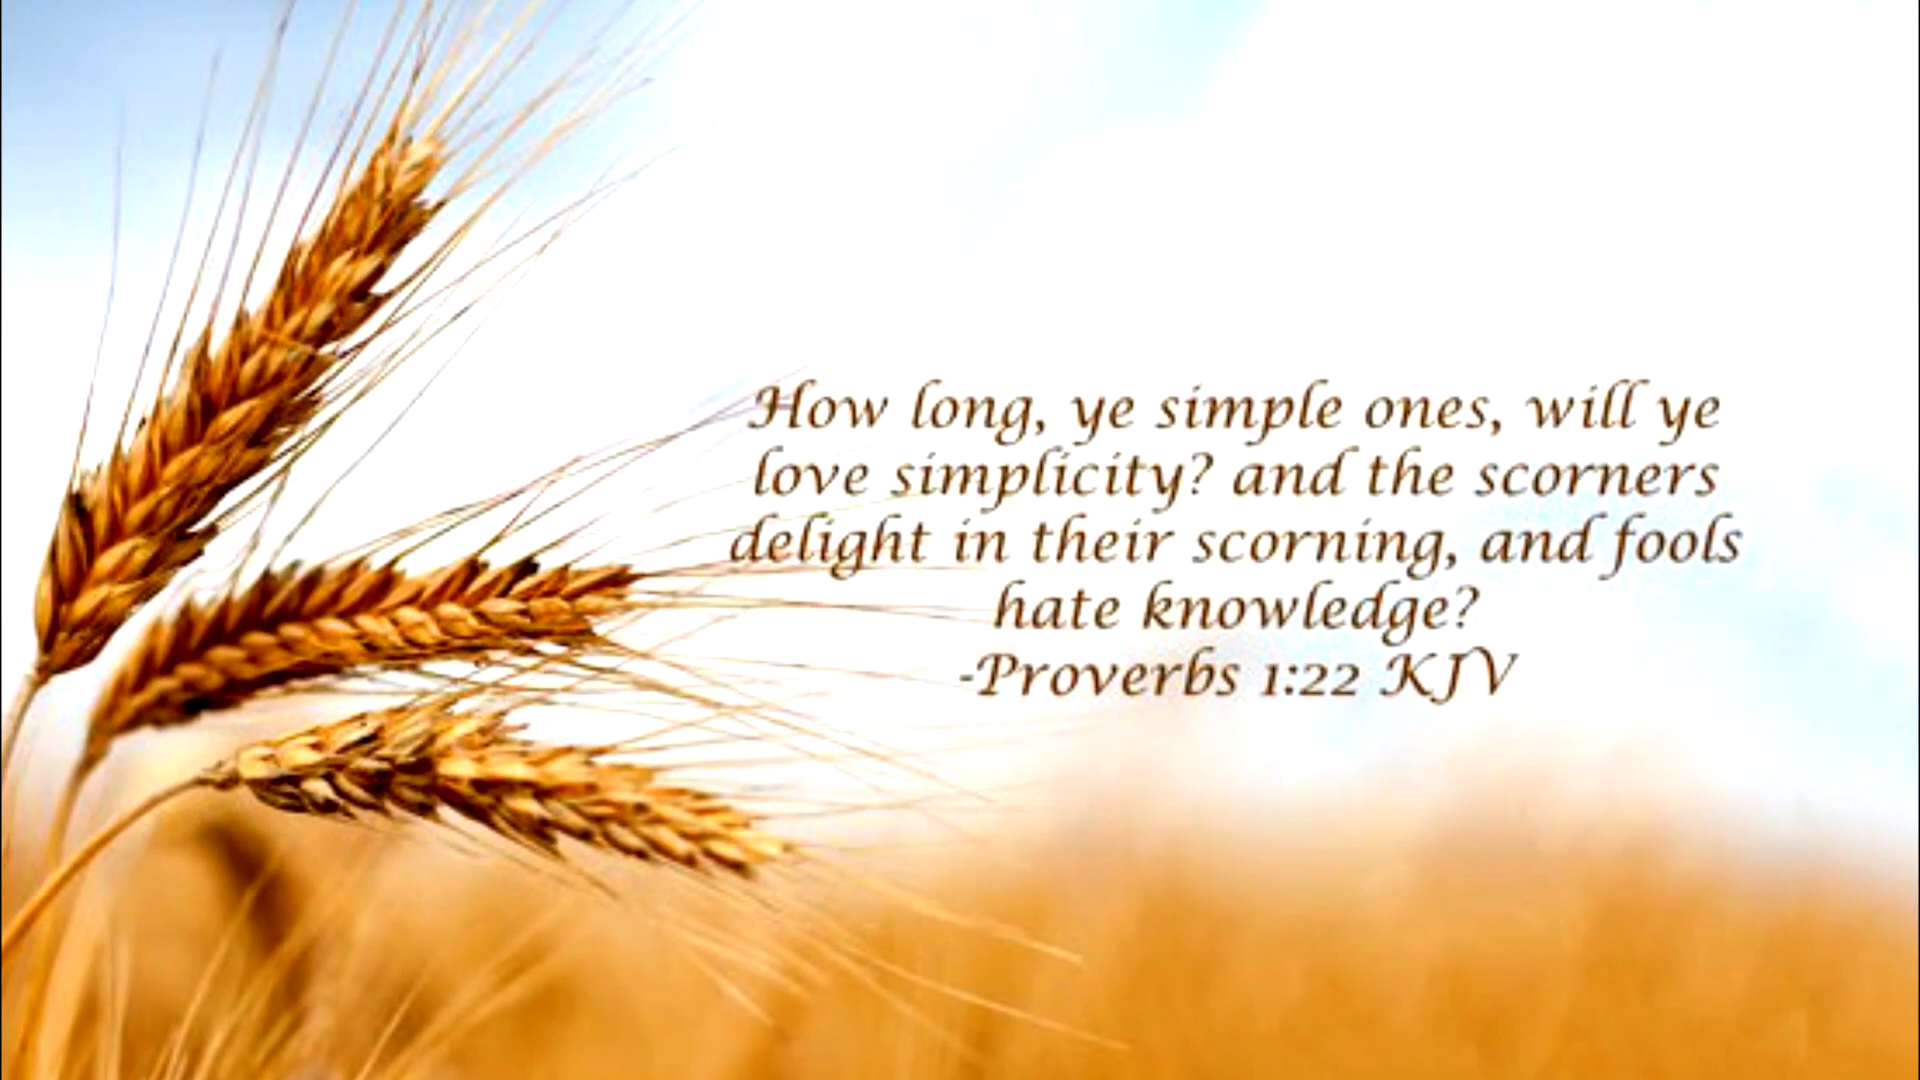 How long, ye simple ones, will ye
love simplicity? and the scorners
delight in their scorning, and fools
hate knowledge?
-Proverbs 1:22 KJV